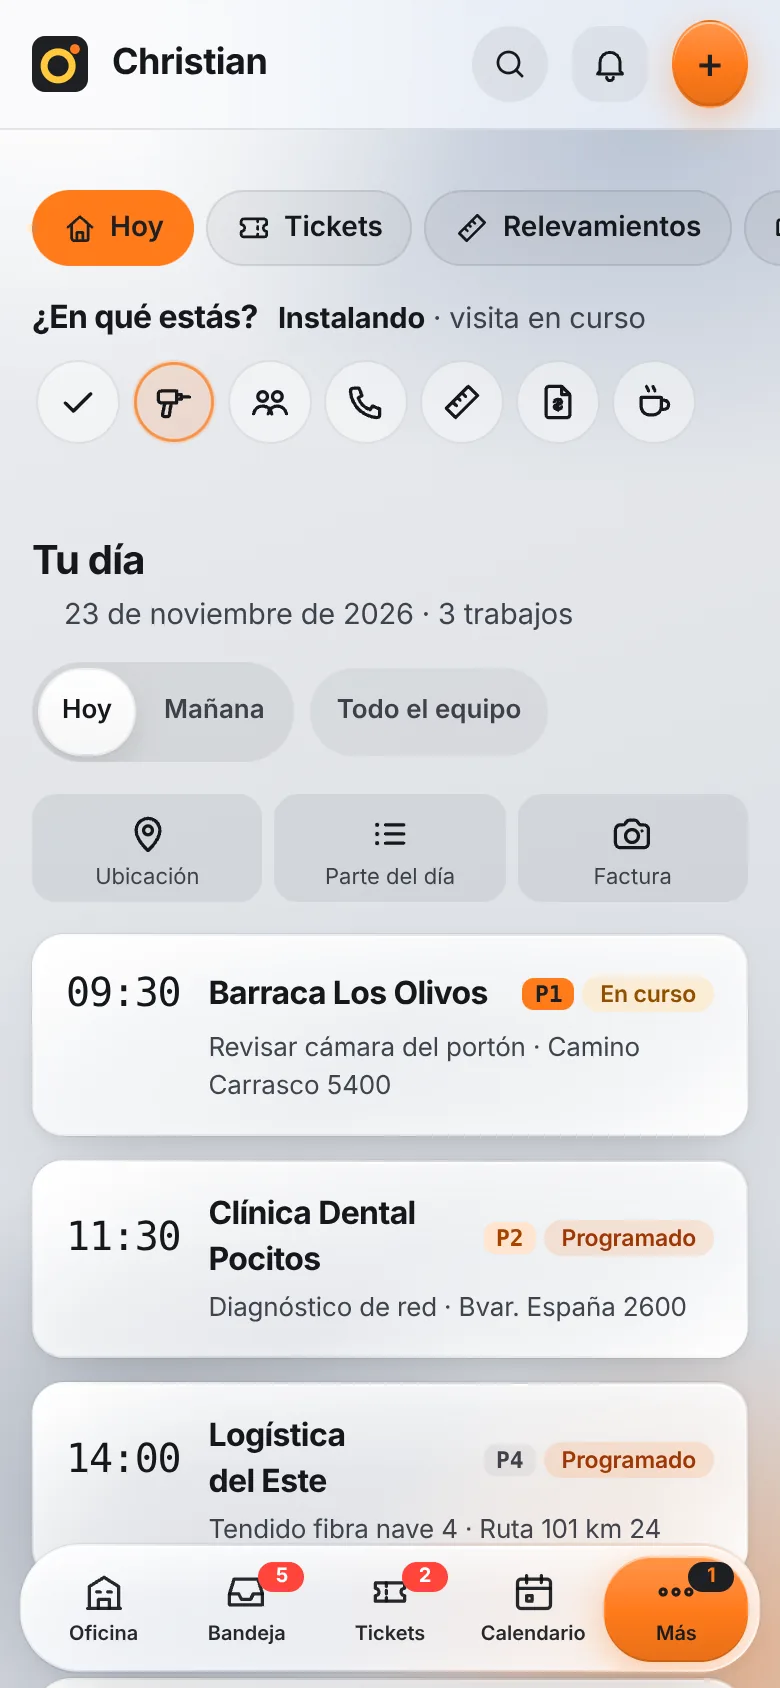 Christian
Hoy
Tickets
Relevamientos
¿En qué estás? Instalando · visita en curso
Tu día
23 de noviembre de 2026 · 3 trabajos
Hoy
Mañana
Todo el equipo
Ubicación
Parte del día
Factura
09:30
Barraca Los Olivos
P1
En curso
Revisar cámara del portón · Camino
Carrasco 5400
11:30
Clínica Dental
Pocitos
P2
Programado
Diagnóstico de red · Bvar. España 2600
14:00
Logística
del Este
P4
Programado
Tendido fibra nave 4 · Ruta 101 km 24
Oficina
5
Bandeja
2
Tickets
Calendario
1
Más